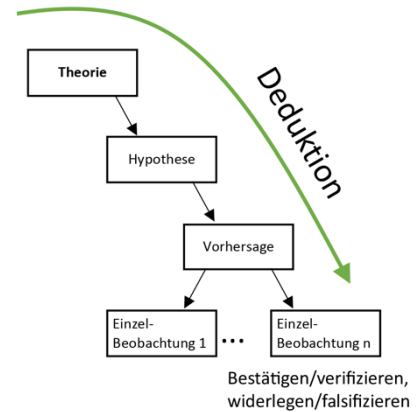 Theorie
Deduktion
Hypothese
Vorhersage
Einzel-
Beobachtung 1
...
Einzel-
Beobachtung n
Bestätigen/verifizieren,
widerlegen/falsifizieren